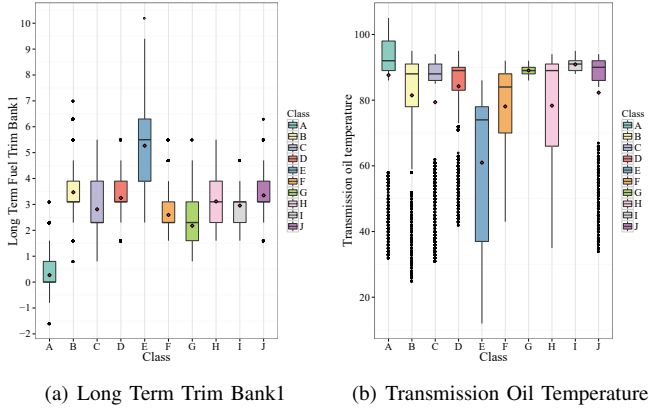 Long Term Fuel Trim Bank1
10
9
8
7
6
5
4
3
2
1
0
−1
−2
A B C D E F G H I J
Class
Class
A
B
C
D
E
F
G
H
I
J
(a) Long Term Trim Bank1
Transmission oil temperature
100
80
60
40
20
A B C D E F G H I J
Class
Class
A
B
C
D
E
F
G
H
I
J
(b) Transmission Oil Temperature